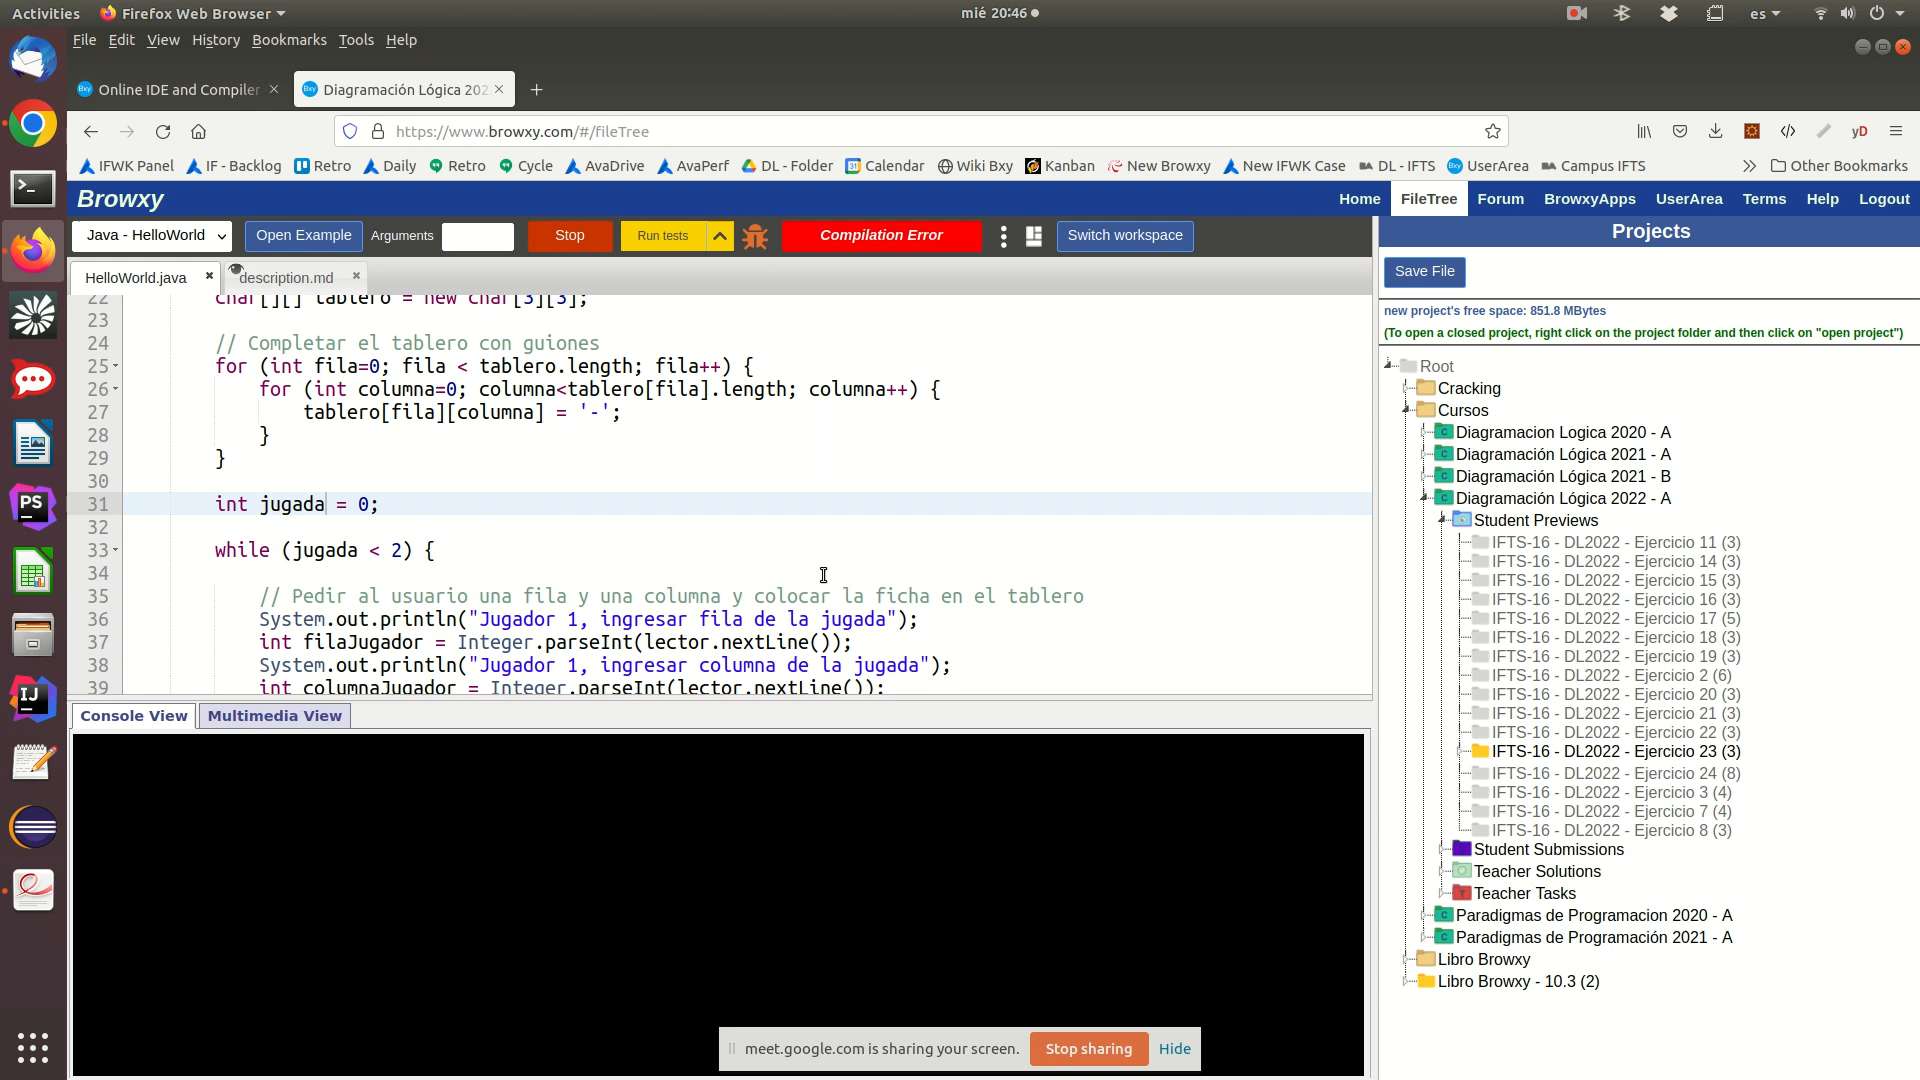 Activities Firefox Web Browser mié 20:46 es
File Edit View History Bookmarks Tools Help
Online IDE and Compiler Diagramación Lógica 202
https://www.browxy.com/#/fileTree yD
IFWK Panel IF - Backlog Retro Daily Retro Cycle AvaDrive AvaPerf DL - Folder Calendar Wiki Bxy Kanban New Browxy New IFWK Case DL - IFTS UserArea Campus IFTS Other Bookmarks
Browxy Home FileTree Forum BrowxyApps UserArea Terms Help Logout
Java - HelloWorld Open Example Arguments Stop Run tests Compilation Error Switch workspace
HelloWorld.java description.md
22 char[][] tablero = new char[3][3];
23
24 // Completar el tablero con guiones
25 for (int fila=0; fila < tablero.length; fila++) {
26 for (int columna=0; columna<tablero[fila].length; columna++) {
27 tablero[fila][columna] = '-';
28 }
29 }
30
31 int jugada = 0;
32
33 while (jugada < 2) {
34
35 // Pedir al usuario una fila y una columna y colocar la ficha en el tablero
36 System.out.println("Jugador 1, ingresar fila de la jugada");
37 int filaJugador = Integer.parseInt(lector.nextLine());
38 System.out.println("Jugador 1, ingresar columna de la jugada");
39 int columnaJugador = Integer.parseInt(lector.nextLine());
Console View Multimedia View
meet.google.com is sharing your screen. Stop sharing Hide
Projects
Save File
new project's free space: 851.8 MBytes
(To open a closed project, right click on the project folder and then click on "open project")
Root
Cracking
Cursos
Diagramacion Logica 2020 - A
Diagramación Lógica 2021 - A
Diagramación Lógica 2021 - B
Diagramación Lógica 2022 - A
Student Previews
IFTS-16 - DL2022 - Ejercicio 11 (3)
IFTS-16 - DL2022 - Ejercicio 14 (3)
IFTS-16 - DL2022 - Ejercicio 15 (3)
IFTS-16 - DL2022 - Ejercicio 16 (3)
IFTS-16 - DL2022 - Ejercicio 17 (5)
IFTS-16 - DL2022 - Ejercicio 18 (3)
IFTS-16 - DL2022 - Ejercicio 19 (3)
IFTS-16 - DL2022 - Ejercicio 2 (6)
IFTS-16 - DL2022 - Ejercicio 20 (3)
IFTS-16 - DL2022 - Ejercicio 21 (3)
IFTS-16 - DL2022 - Ejercicio 22 (3)
IFTS-16 - DL2022 - Ejercicio 23 (3)
IFTS-16 - DL2022 - Ejercicio 24 (8)
IFTS-16 - DL2022 - Ejercicio 3 (4)
IFTS-16 - DL2022 - Ejercicio 7 (4)
IFTS-16 - DL2022 - Ejercicio 8 (3)
Student Submissions
Teacher Solutions
Teacher Tasks
Paradigmas de Programacion 2020 - A
Paradigmas de Programación 2021 - A
Libro Browxy
Libro Browxy - 10.3 (2)
PS
IJ